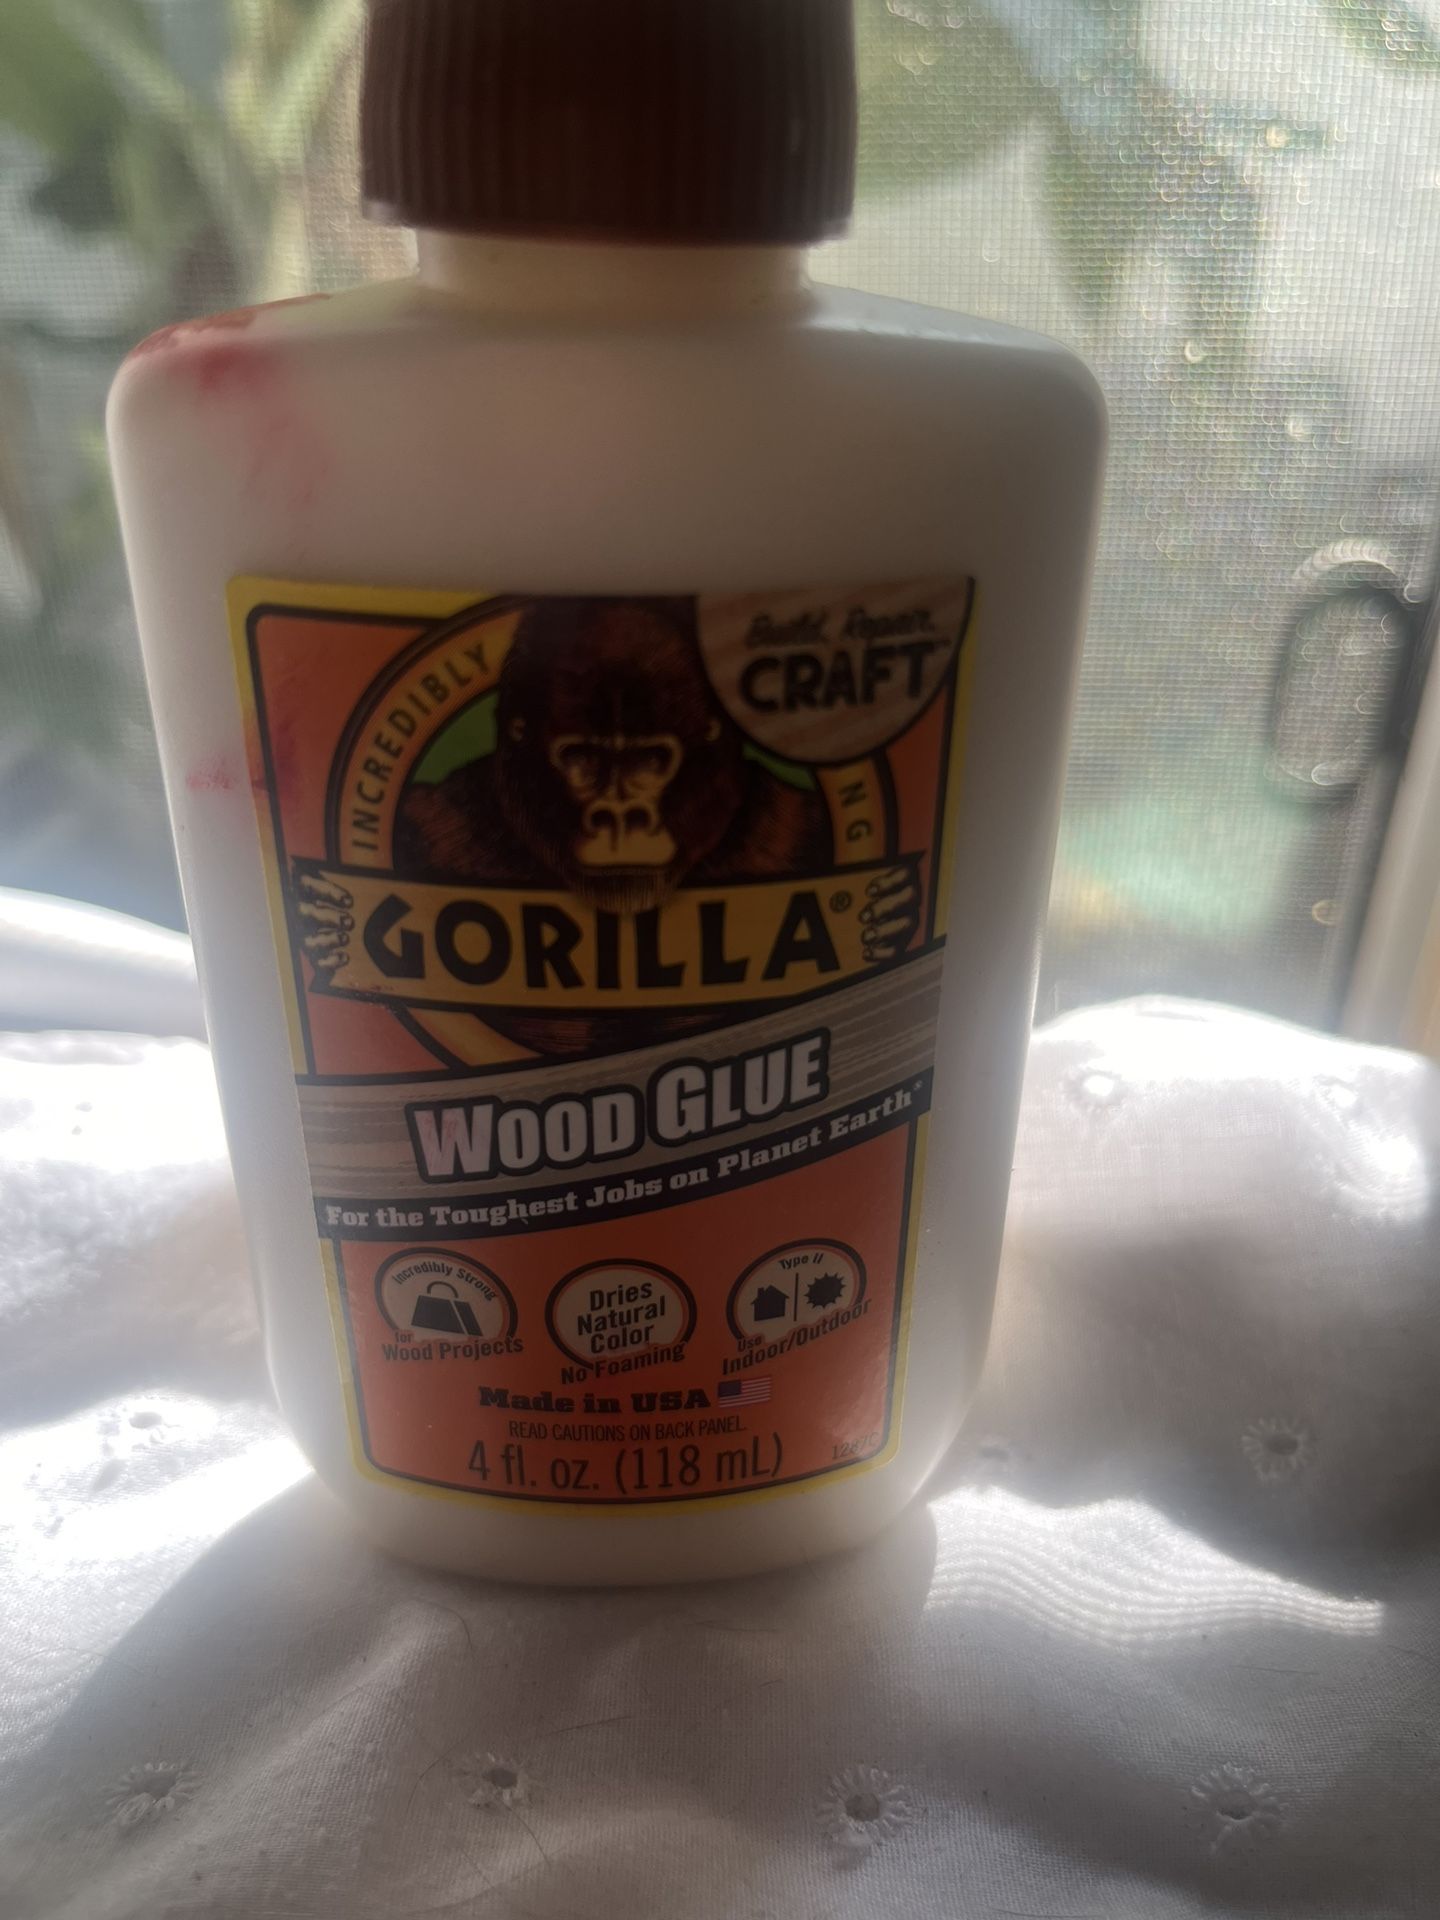 Build, Repair,
CRAFT™
INCREDIBLY
NG
GORILLA®
WOOD GLUE
For the Toughest Jobs on Planet Earth®
Incredibly Strong
for
Wood Projects
Dries
Natural
Color
No Foaming
Type II
Use
Indoor/Outdoor
Made in USA
READ CAUTIONS ON BACK PANEL.
4 fl. oz. (118 mL)